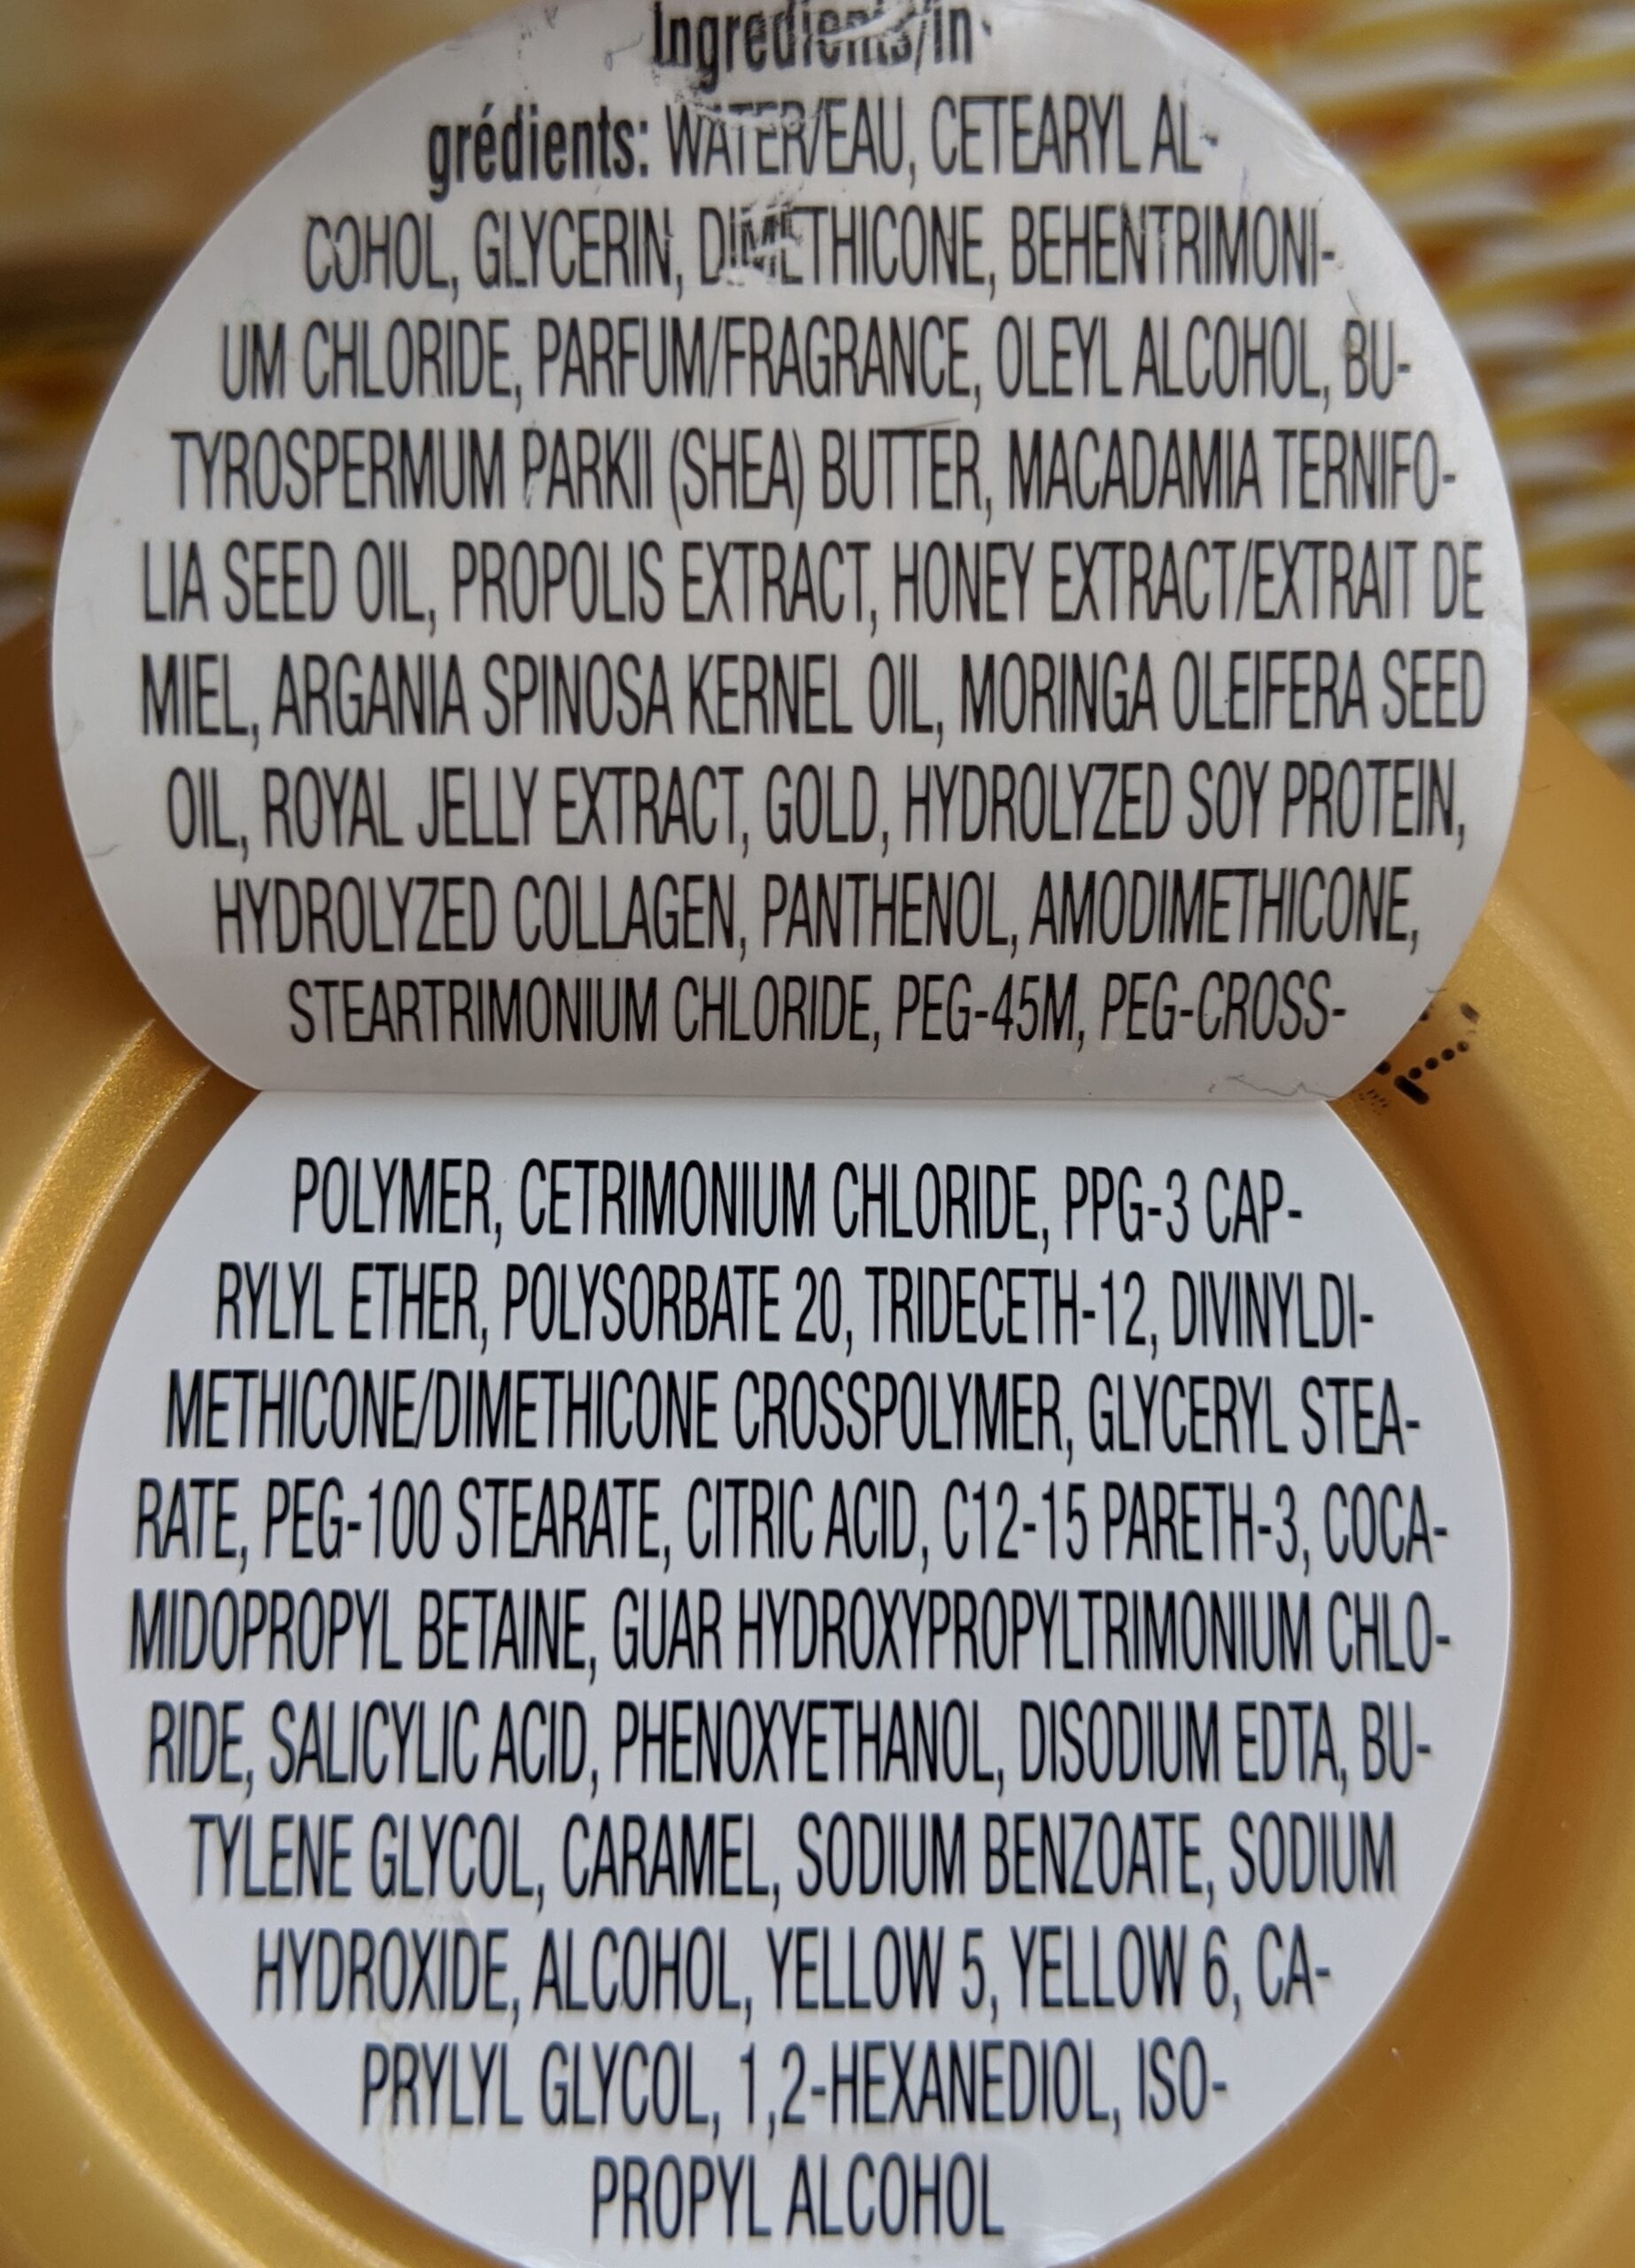 Ingredients/in-
grédients: WATER/EAU, CETEARYL AL-
COHOL, GLYCERIN, DIMETHICONE, BEHENTRIMONI-
UM CHLORIDE, PARFUM/FRAGRANCE, OLEYL ALCOHOL, BU-
TYROSPERMUM PARKII (SHEA) BUTTER, MACADAMIA TERNIFO-
LIA SEED OIL, PROPOLIS EXTRACT, HONEY EXTRACT/EXTRAIT DE
MIEL, ARGANIA SPINOSA KERNEL OIL, MORINGA OLEIFERA SEED
OIL, ROYAL JELLY EXTRACT, GOLD, HYDROLYZED SOY PROTEIN,
HYDROLYZED COLLAGEN, PANTHENOL, AMODIMETHICONE,
STEARTRIMONIUM CHLORIDE, PEG-45M, PEG-CROSS-
POLYMER, CETRIMONIUM CHLORIDE, PPG-3 CAP-
RYLYL ETHER, POLYSORBATE 20, TRIDECETH-12, DIVINYLDI-
METHICONE/DIMETHICONE CROSSPOLYMER, GLYCERYL STEA-
RATE, PEG-100 STEARATE, CITRIC ACID, C12-15 PARETH-3, COCA-
MIDOPROPYL BETAINE, GUAR HYDROXYPROPYLTRIMONIUM CHLO-
RIDE, SALICYLIC ACID, PHENOXYETHANOL, DISODIUM EDTA, BU-
TYLENE GLYCOL, CARAMEL, SODIUM BENZOATE, SODIUM
HYDROXIDE, ALCOHOL, YELLOW 5, YELLOW 6, CA-
PRYLYL GLYCOL, 1,2-HEXANEDIOL, ISO-
PROPYL ALCOHOL